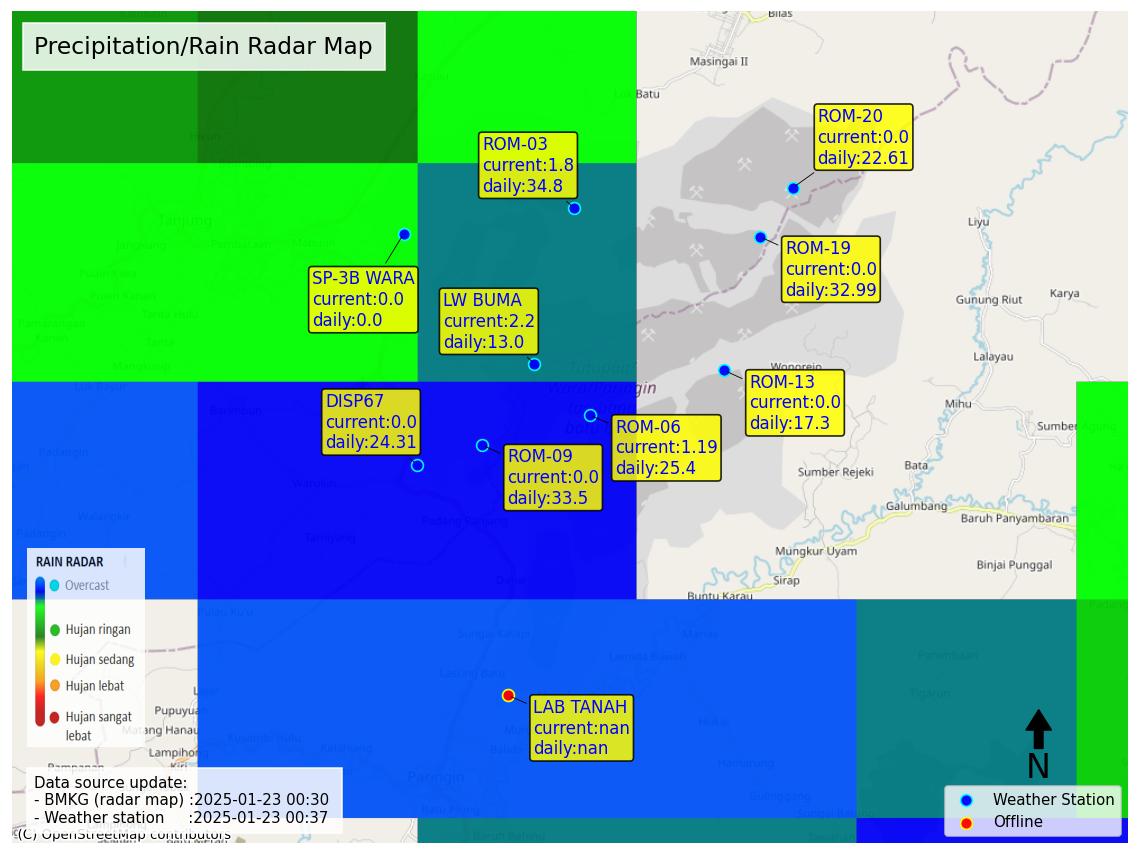 Precipitation/Rain Radar Map
Bilas
Masingai II
Batu
ROM-20
current:0.0
daily:22.61
ROM-03
current:1.8
daily:34.8
Tanjung
Liyu
ROM-19
current:0.0
daily:32.99
SP-3B WARA
current:0.0
daily:0.0
LW BUMA
current:2.2
daily:13.0
Gunung Riut
Karya
Lalayau
Wonorejo
ROM-13
current:0.0
daily:17.3
Mihu
DISP67
current:0.0
daily:24.31
ROM-06
current:1.19
daily:25.4
Sumber Agung
ROM-09
current:0.0
daily:33.5
Sumber Rejeki
Bata
Galumbang
Baruh Panyambaran
Mungkur Uyam
Binjai Punggal
Sirap
Buntu Karau
RAIN RADAR
Overcast
Hujan ringan
Hujan sedang
Hujan lebat
Hujan sangat
lebat
LAB TANAH
current:nan
daily:nan
Pupuyuan
Matang Hanau
Lampihong
Kiri
Paringin
N
Data source update:
- BMKG (radar map) :2025-01-23 00:30
- Weather station :2025-01-23 00:37
(C) OpenStreetMap contributors
Weather Station
Offline